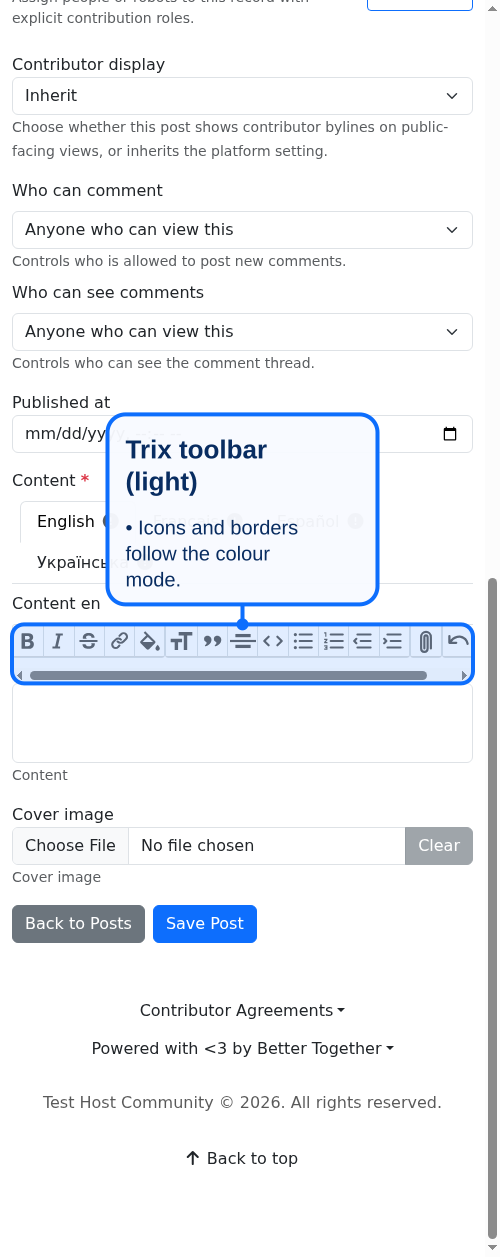 Assign people or robots to this record with
explicit contribution roles.
Contributor display
Inherit
Choose whether this post shows contributor bylines on public-
facing views, or inherits the platform setting.
Who can comment
Anyone who can view this
Controls who is allowed to post new comments.
Who can see comments
Anyone who can view this
Controls who can see the comment thread.
Published at
mm/dd/yyyy
Trix toolbar
(light)
• Icons and borders
follow the colour
mode.
Content *
English Français Español
Українська
Content en
Content
Cover image
Choose File No file chosen Clear
Cover image
Back to Posts Save Post
Contributor Agreements
Powered with <3 by Better Together
Test Host Community © 2026. All rights reserved.
Back to top